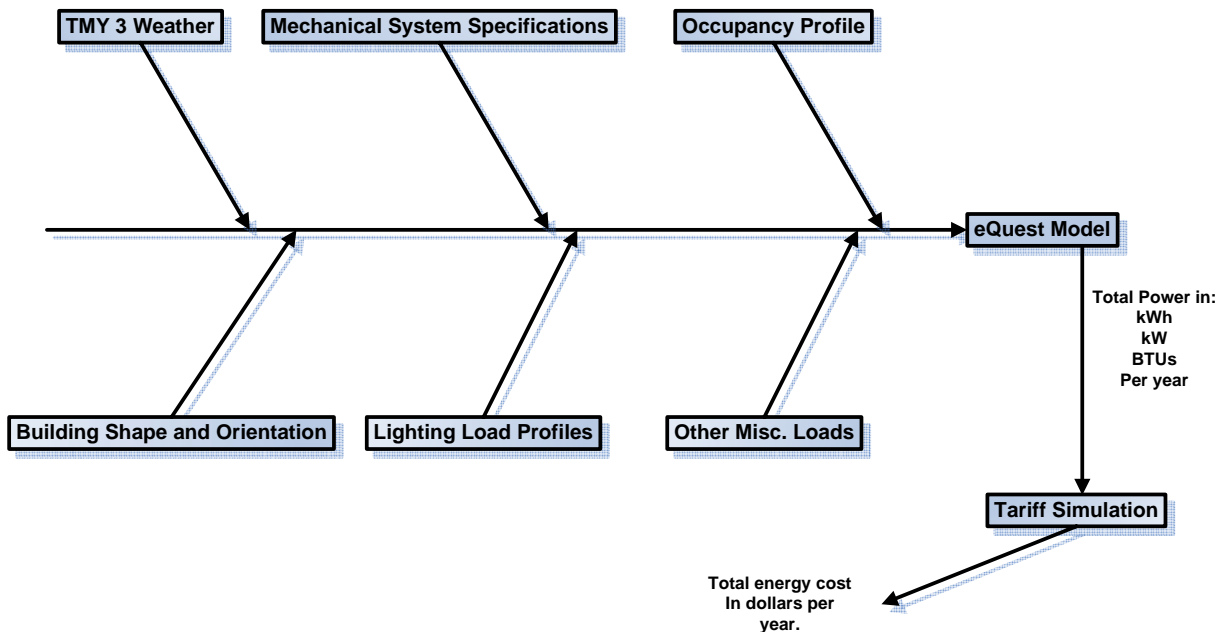 TMY 3 Weather
Mechanical System Specifications
Occupancy Profile
eQuest Model
Total Power in:
kWh
kW
BTUs
Per year
Building Shape and Orientation
Lighting Load Profiles
Other Misc. Loads
Tariff Simulation
Total energy cost
In dollars per
year.